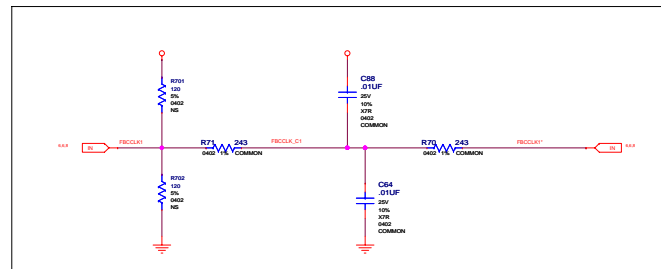 R701
120
5%
0402
NS
C88
.01UF
25V
10%
X7R
0402
COMMON
IN
FBCCLK1
R71
243
0402
1%
COMMON
FBCCLK_C1
R70
243
0402
1%
COMMON
FBCCLK1*
IN
R702
120
5%
0402
NS
C64
.01UF
25V
10%
X7R
0402
COMMON